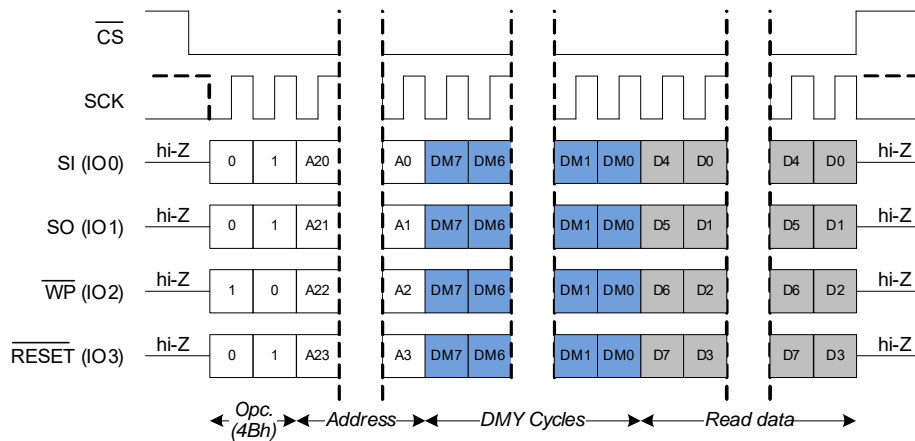 CS
SCK
hi-Z hi-Z
SI (IO0) 0 1 A20 A0 DM7 DM6 DM1 DM0 D4 D0 D4 D0
hi-Z hi-Z
SO (IO1) 0 1 A21 A1 DM7 DM6 DM1 DM0 D5 D1 D5 D1
hi-Z hi-Z
WP (IO2) 1 0 A22 A2 DM7 DM6 DM1 DM0 D6 D2 D6 D2
hi-Z hi-Z
RESET (IO3) 0 1 A23 A3 DM7 DM6 DM1 DM0 D7 D3 D7 D3
Opc.
(4Bh) Address DMY Cycles Read data